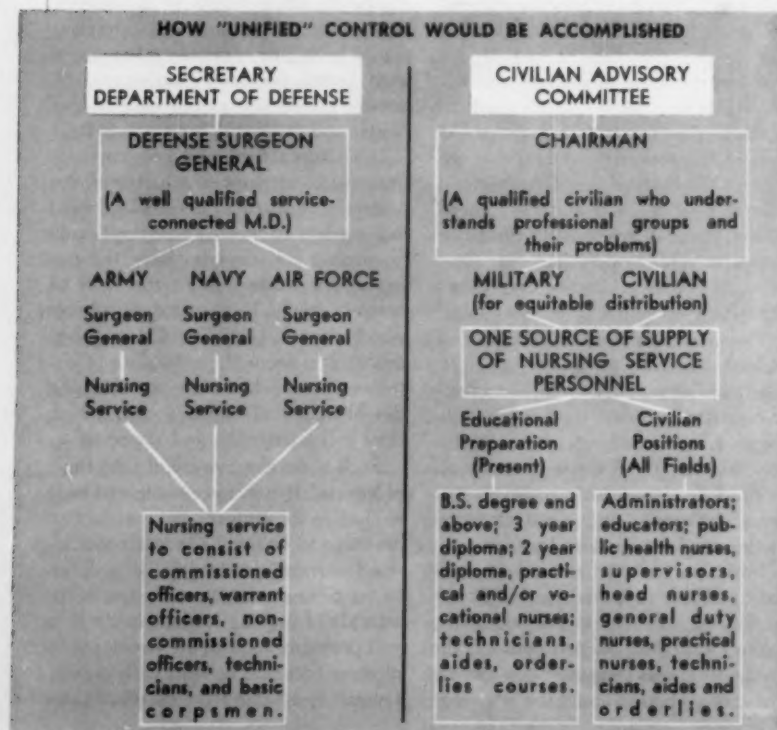 HOW "UNIFIED" CONTROL WOULD BE ACCOMPLISHED
SECRETARY
DEPARTMENT OF DEFENSE
DEFENSE SURGEON
GENERAL
(A well qualified service-
connected M.D.)
ARMY NAVY AIR FORCE
Surgeon Surgeon Surgeon
General General General
Nursing Nursing Nursing
Service Service Service
Nursing service
to consist of
commissioned
officers, warrant
officers, non-
commissioned
officers, techni-
cians, and basic
corpsmen.
CIVILIAN ADVISORY
COMMITTEE
CHAIRMAN
(A qualified civilian who under-
stands professional groups and
their problems)
MILITARY CIVILIAN
(for equitable distribution)
ONE SOURCE OF SUPPLY
OF NURSING SERVICE
PERSONNEL
Educational
Preparation
(Present)
B.S. degree and
above; 3 year
diploma; 2 year
diploma, practi-
cal and/or vo-
cational nurses;
technicians,
aides, order-
lies courses.
Civilian
Positions
(All Fields)
Administrators;
educators; pub-
lic health nurses,
supervisors,
head nurses,
general duty
nurses, practical
nurses, techni-
cians, aides and
orderlies.